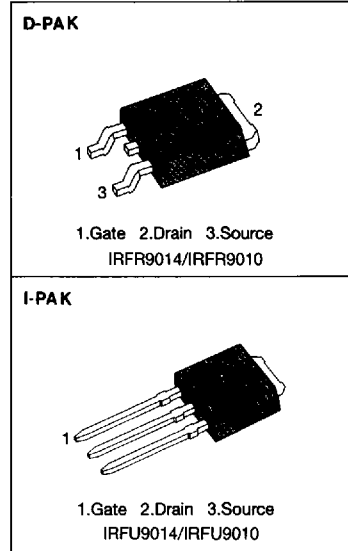 D-PAK
2
1
3
1.Gate 2.Drain 3.Source
IRFR9014/IRFR9010
I-PAK
1
1.Gate 2.Drain 3.Source
IRFU9014/IRFU9010